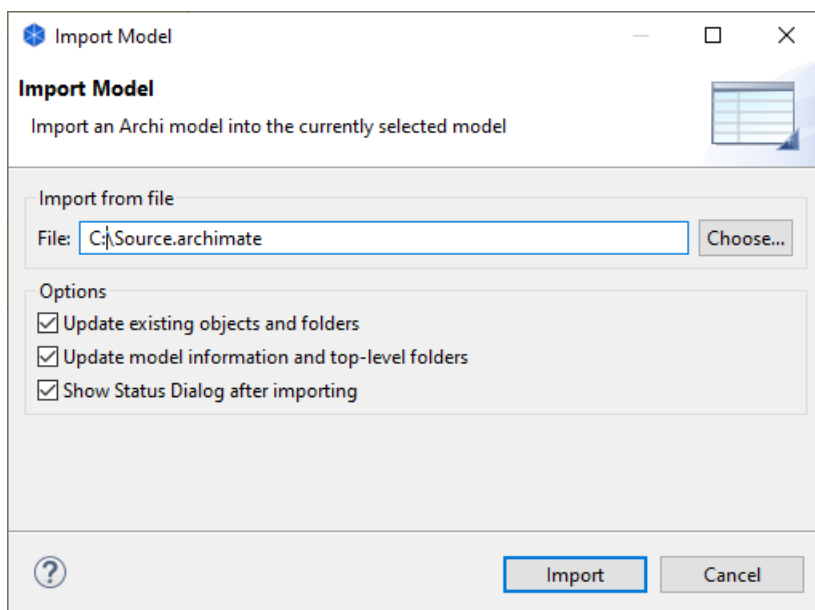 Import Model
Import Model
Import an Archi model into the currently selected model
Import from file
File: C:\Source.archimate Choose...
Options
Update existing objects and folders
Update model information and top-level folders
Show Status Dialog after importing
? Import Cancel